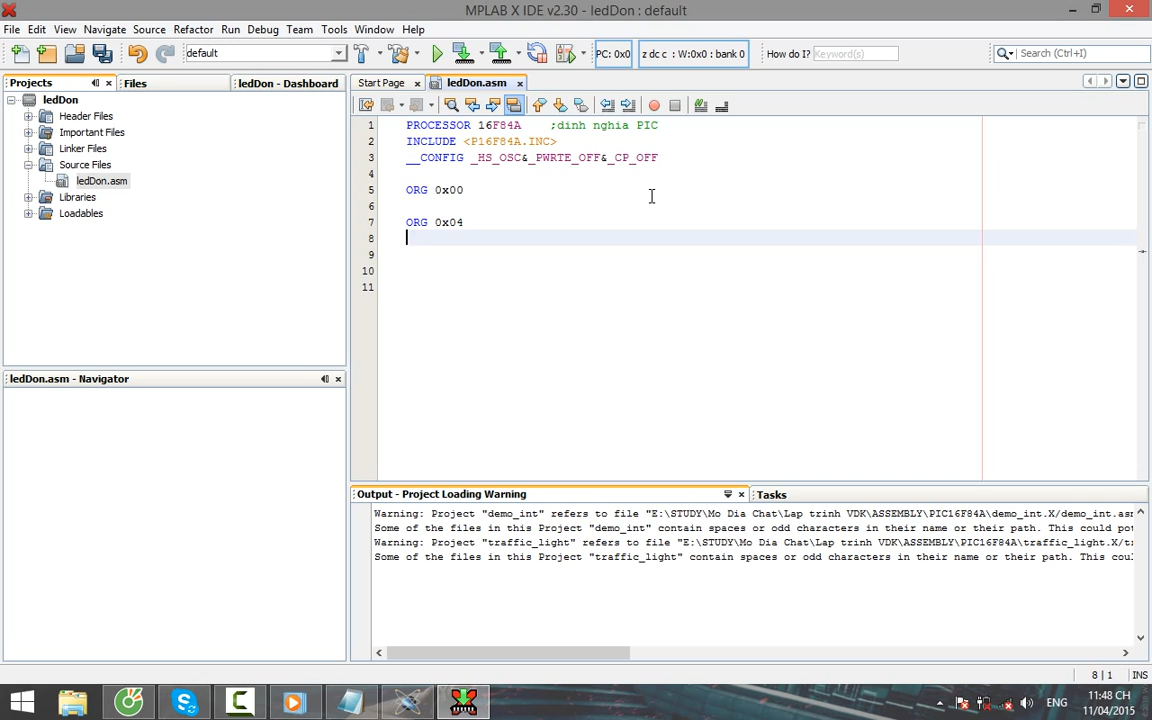 MPLAB X IDE v2.30 - ledDon : default
File Edit View Navigate Source Refactor Run Debug Team Tools Window Help
default PC: 0x0 z dc c : W:0x0 : bank 0 How do I? Keyword(s) Search (Ctrl+I)
Projects Files ledDon - Dashboard Start Page ledDon.asm
ledDon
Header Files
Important Files
Linker Files
Source Files
ledDon.asm
Libraries
Loadables
1 PROCESSOR 16F84A ;dinh nghia PIC
2 INCLUDE <P16F84A.INC>
3 __CONFIG _HS_OSC&_PWRTE_OFF&_CP_OFF
4
5 ORG 0x00
6
7 ORG 0x04
8
9
10
11
ledDon.asm - Navigator
Output - Project Loading Warning Tasks
Warning: Project "demo_int" refers to file "E:\STUDY\Mo Dia Chat\Lap trinh VDK\ASSEMBLY\PIC16F84A\demo_int.X/demo_int.asm
Some of the files in this Project "demo_int" contain spaces or odd characters in their name or their path. This could pot
Warning: Project "traffic_light" refers to file "E:\STUDY\Mo Dia Chat\Lap trinh VDK\ASSEMBLY\PIC16F84A\traffic_light.X/tr
Some of the files in this Project "traffic_light" contain spaces or odd characters in their name or their path. This coul
8 | 1 INS
ENG 11:48 CH
11/04/2015